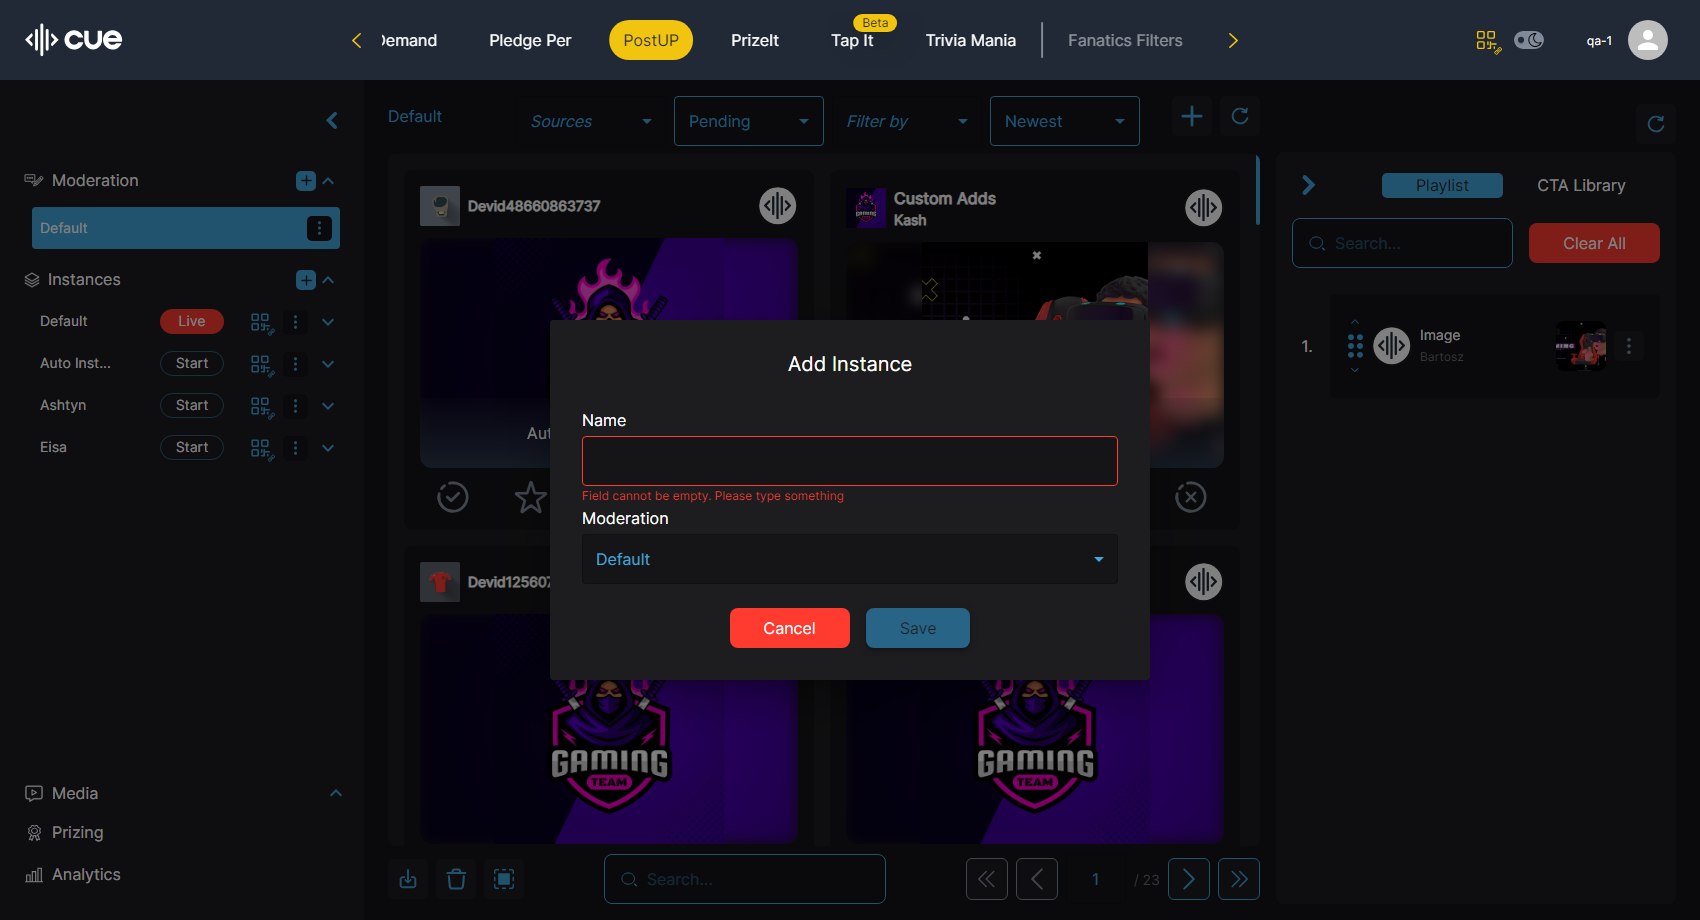 cue
Demand
Pledge Per
PostUP
PrizeIt
Beta
Tap It
Trivia Mania
Fanatics Filters
qa-1
Default
Sources
Pending
Filter by
Newest
Moderation
Default
Instances
Default
Live
Auto Inst...
Start
Ashtyn
Start
Eisa
Start
Media
Prizing
Analytics
Devid48660863737
Custom Adds
Kash
Aut
Add Instance
Name
Field cannot be empty. Please type something
Moderation
Default
Cancel
Save
Devid125607
GAMING
TEAM
GAMING
TEAM
Search...
1
/ 23
Playlist
CTA Library
Search...
Clear All
1.
Image
Bartosz